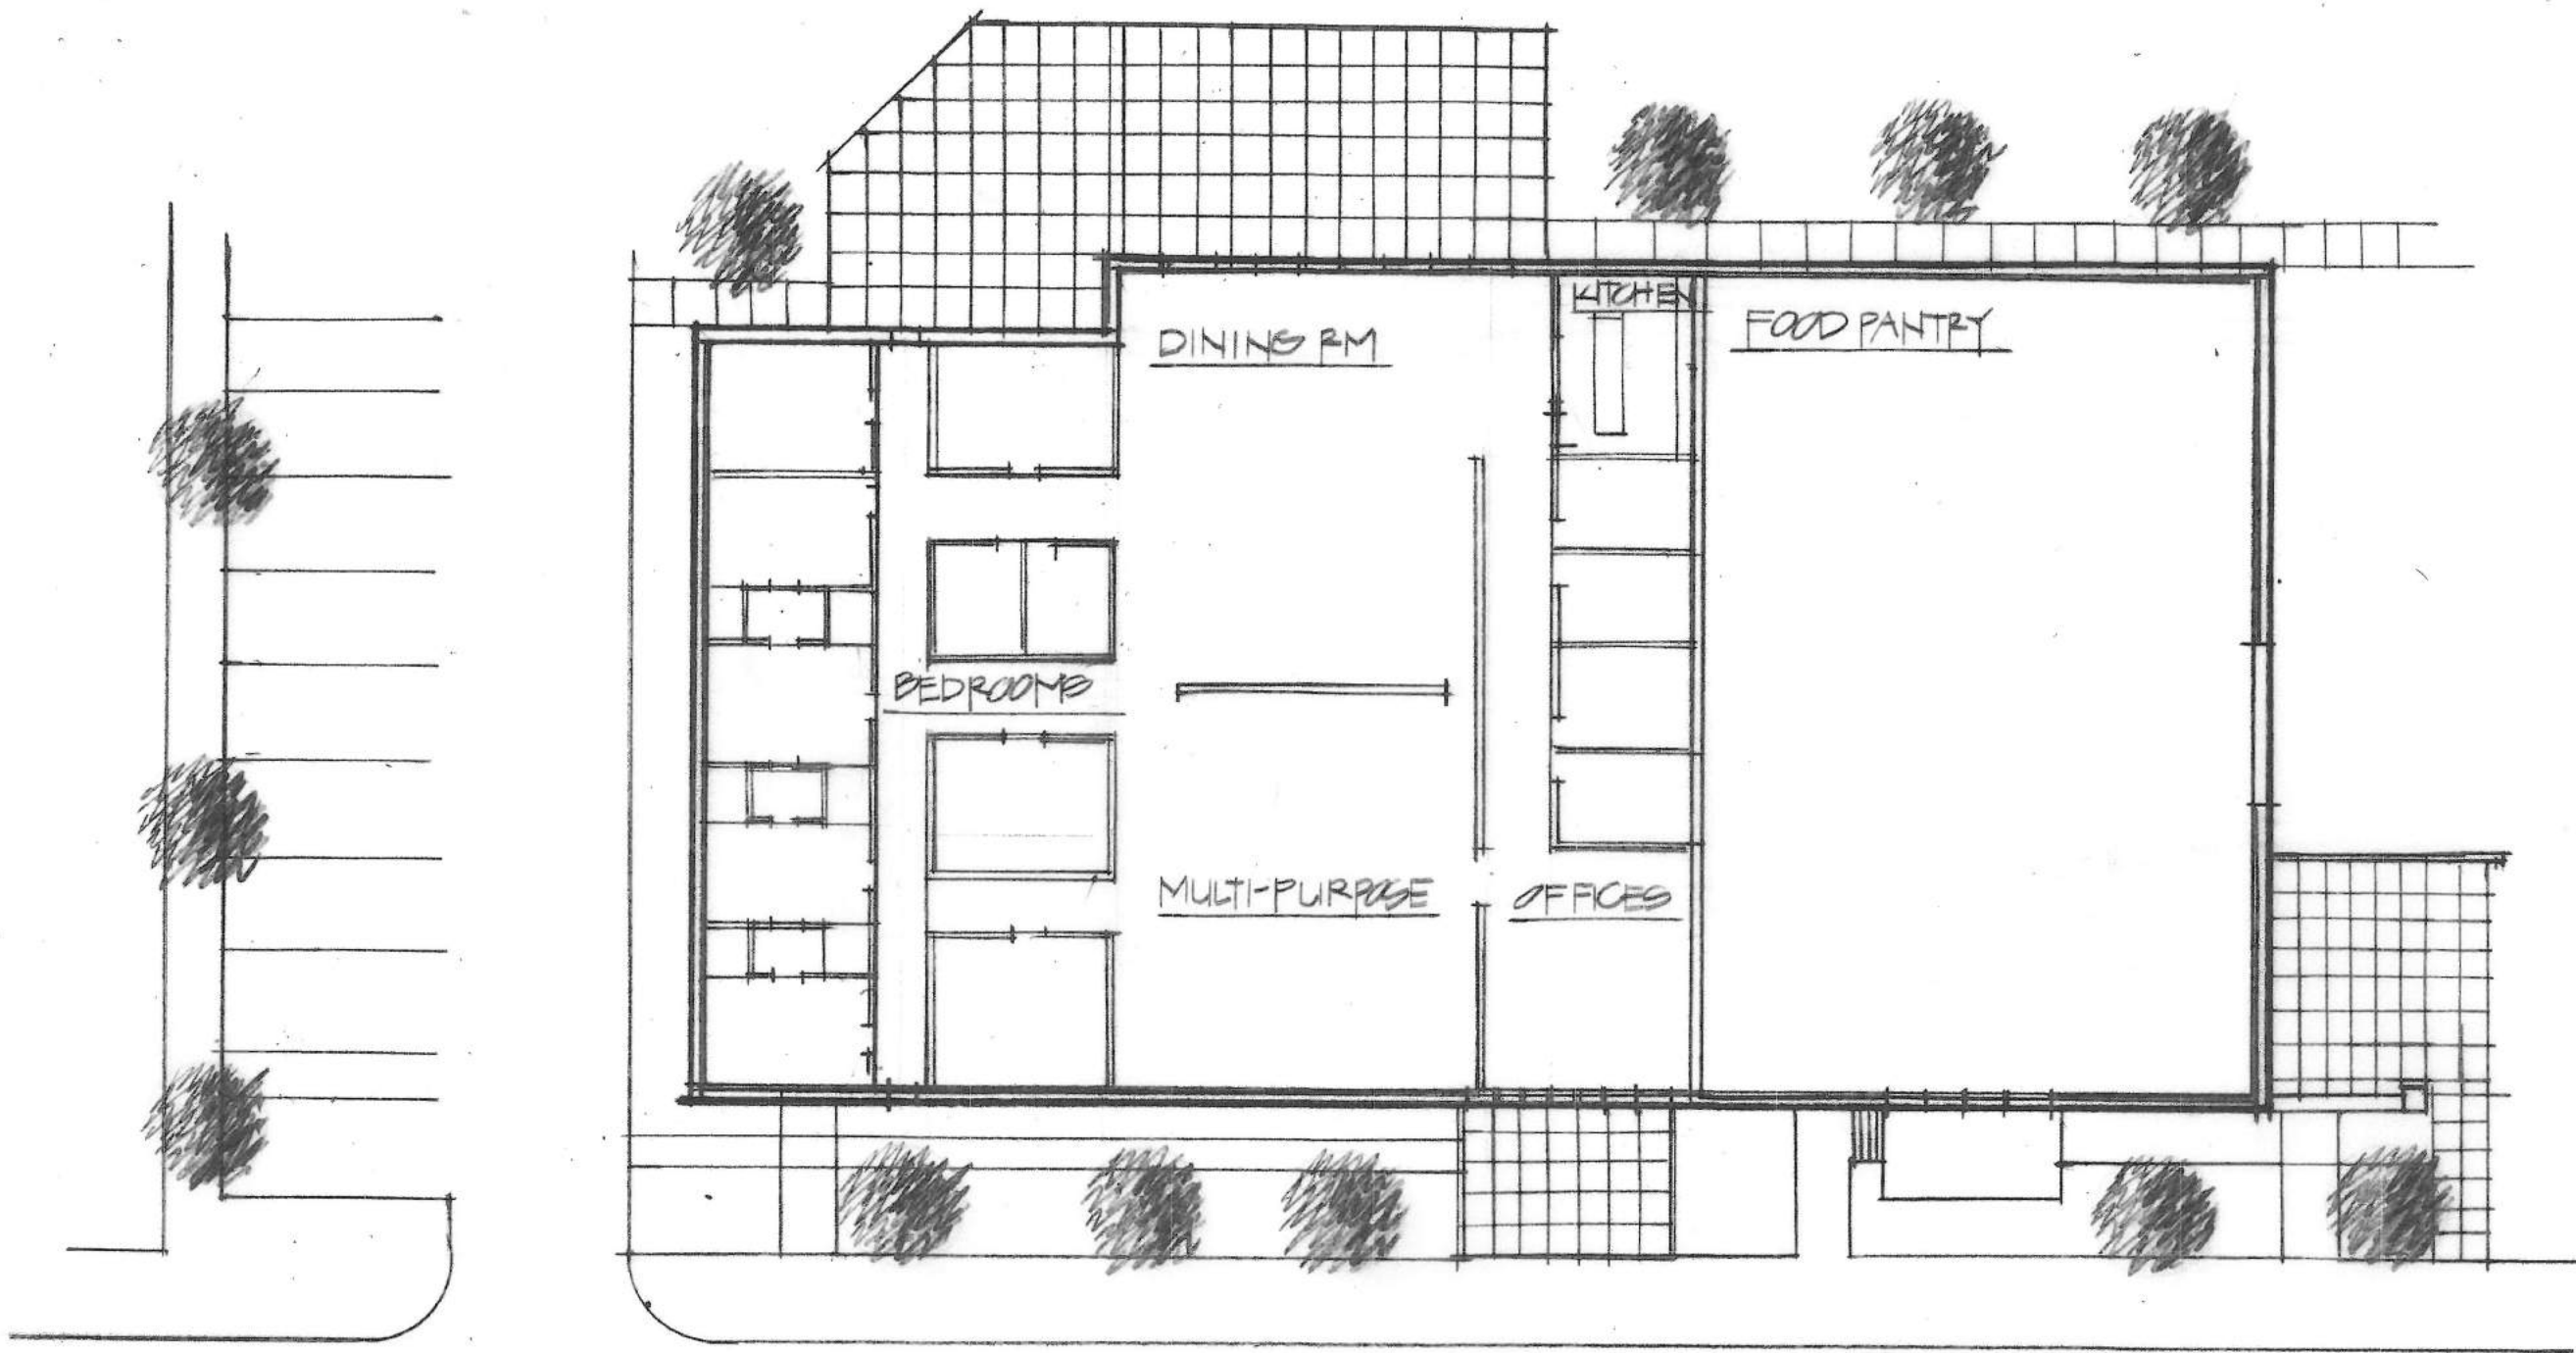 KITCHEN
DINING RM
FOOD PANTRY
BEDROOMS
MULTI-PURPOSE
OFFICES